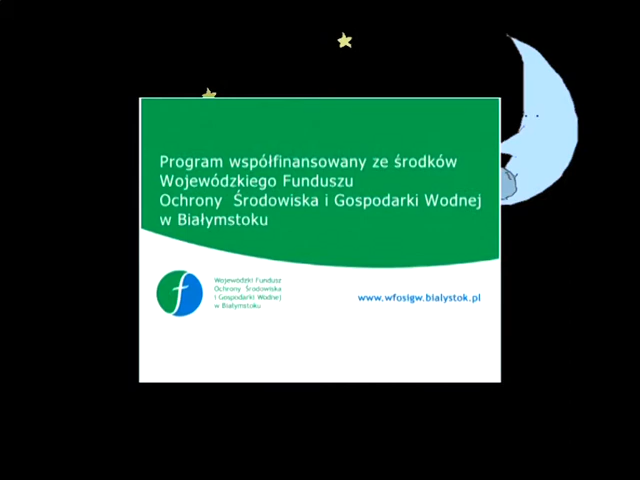 Program współfinansowany ze środków
Wojewódzkiego Funduszu
Ochrony Środowiska i Gospodarki Wodnej
w Białymstoku
Wojewódzki Fundusz
Ochrony Środowiska
i Gospodarki Wodnej
w Białymstoku
www.wfosigw.bialystok.pl